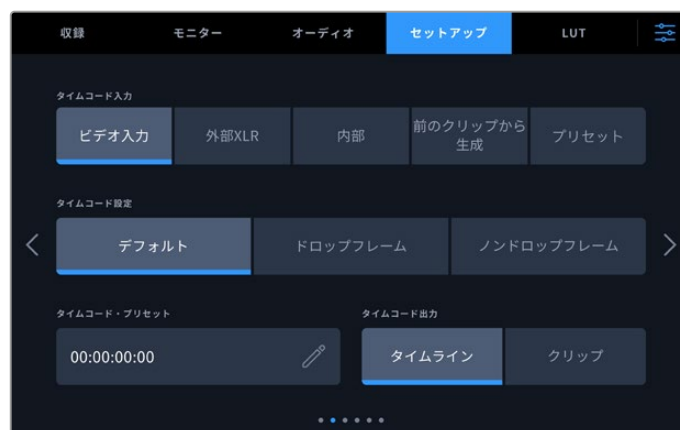 収録 モニター オーディオ セットアップ LUT
タイムコード入力
ビデオ入力 外部XLR 内部 前のクリップから
生成 プリセット
タイムコード設定
デフォルト ドロップフレーム ノンドロップフレーム
タイムコード・プリセット タイムコード出力
00:00:00:00 タイムライン クリップ